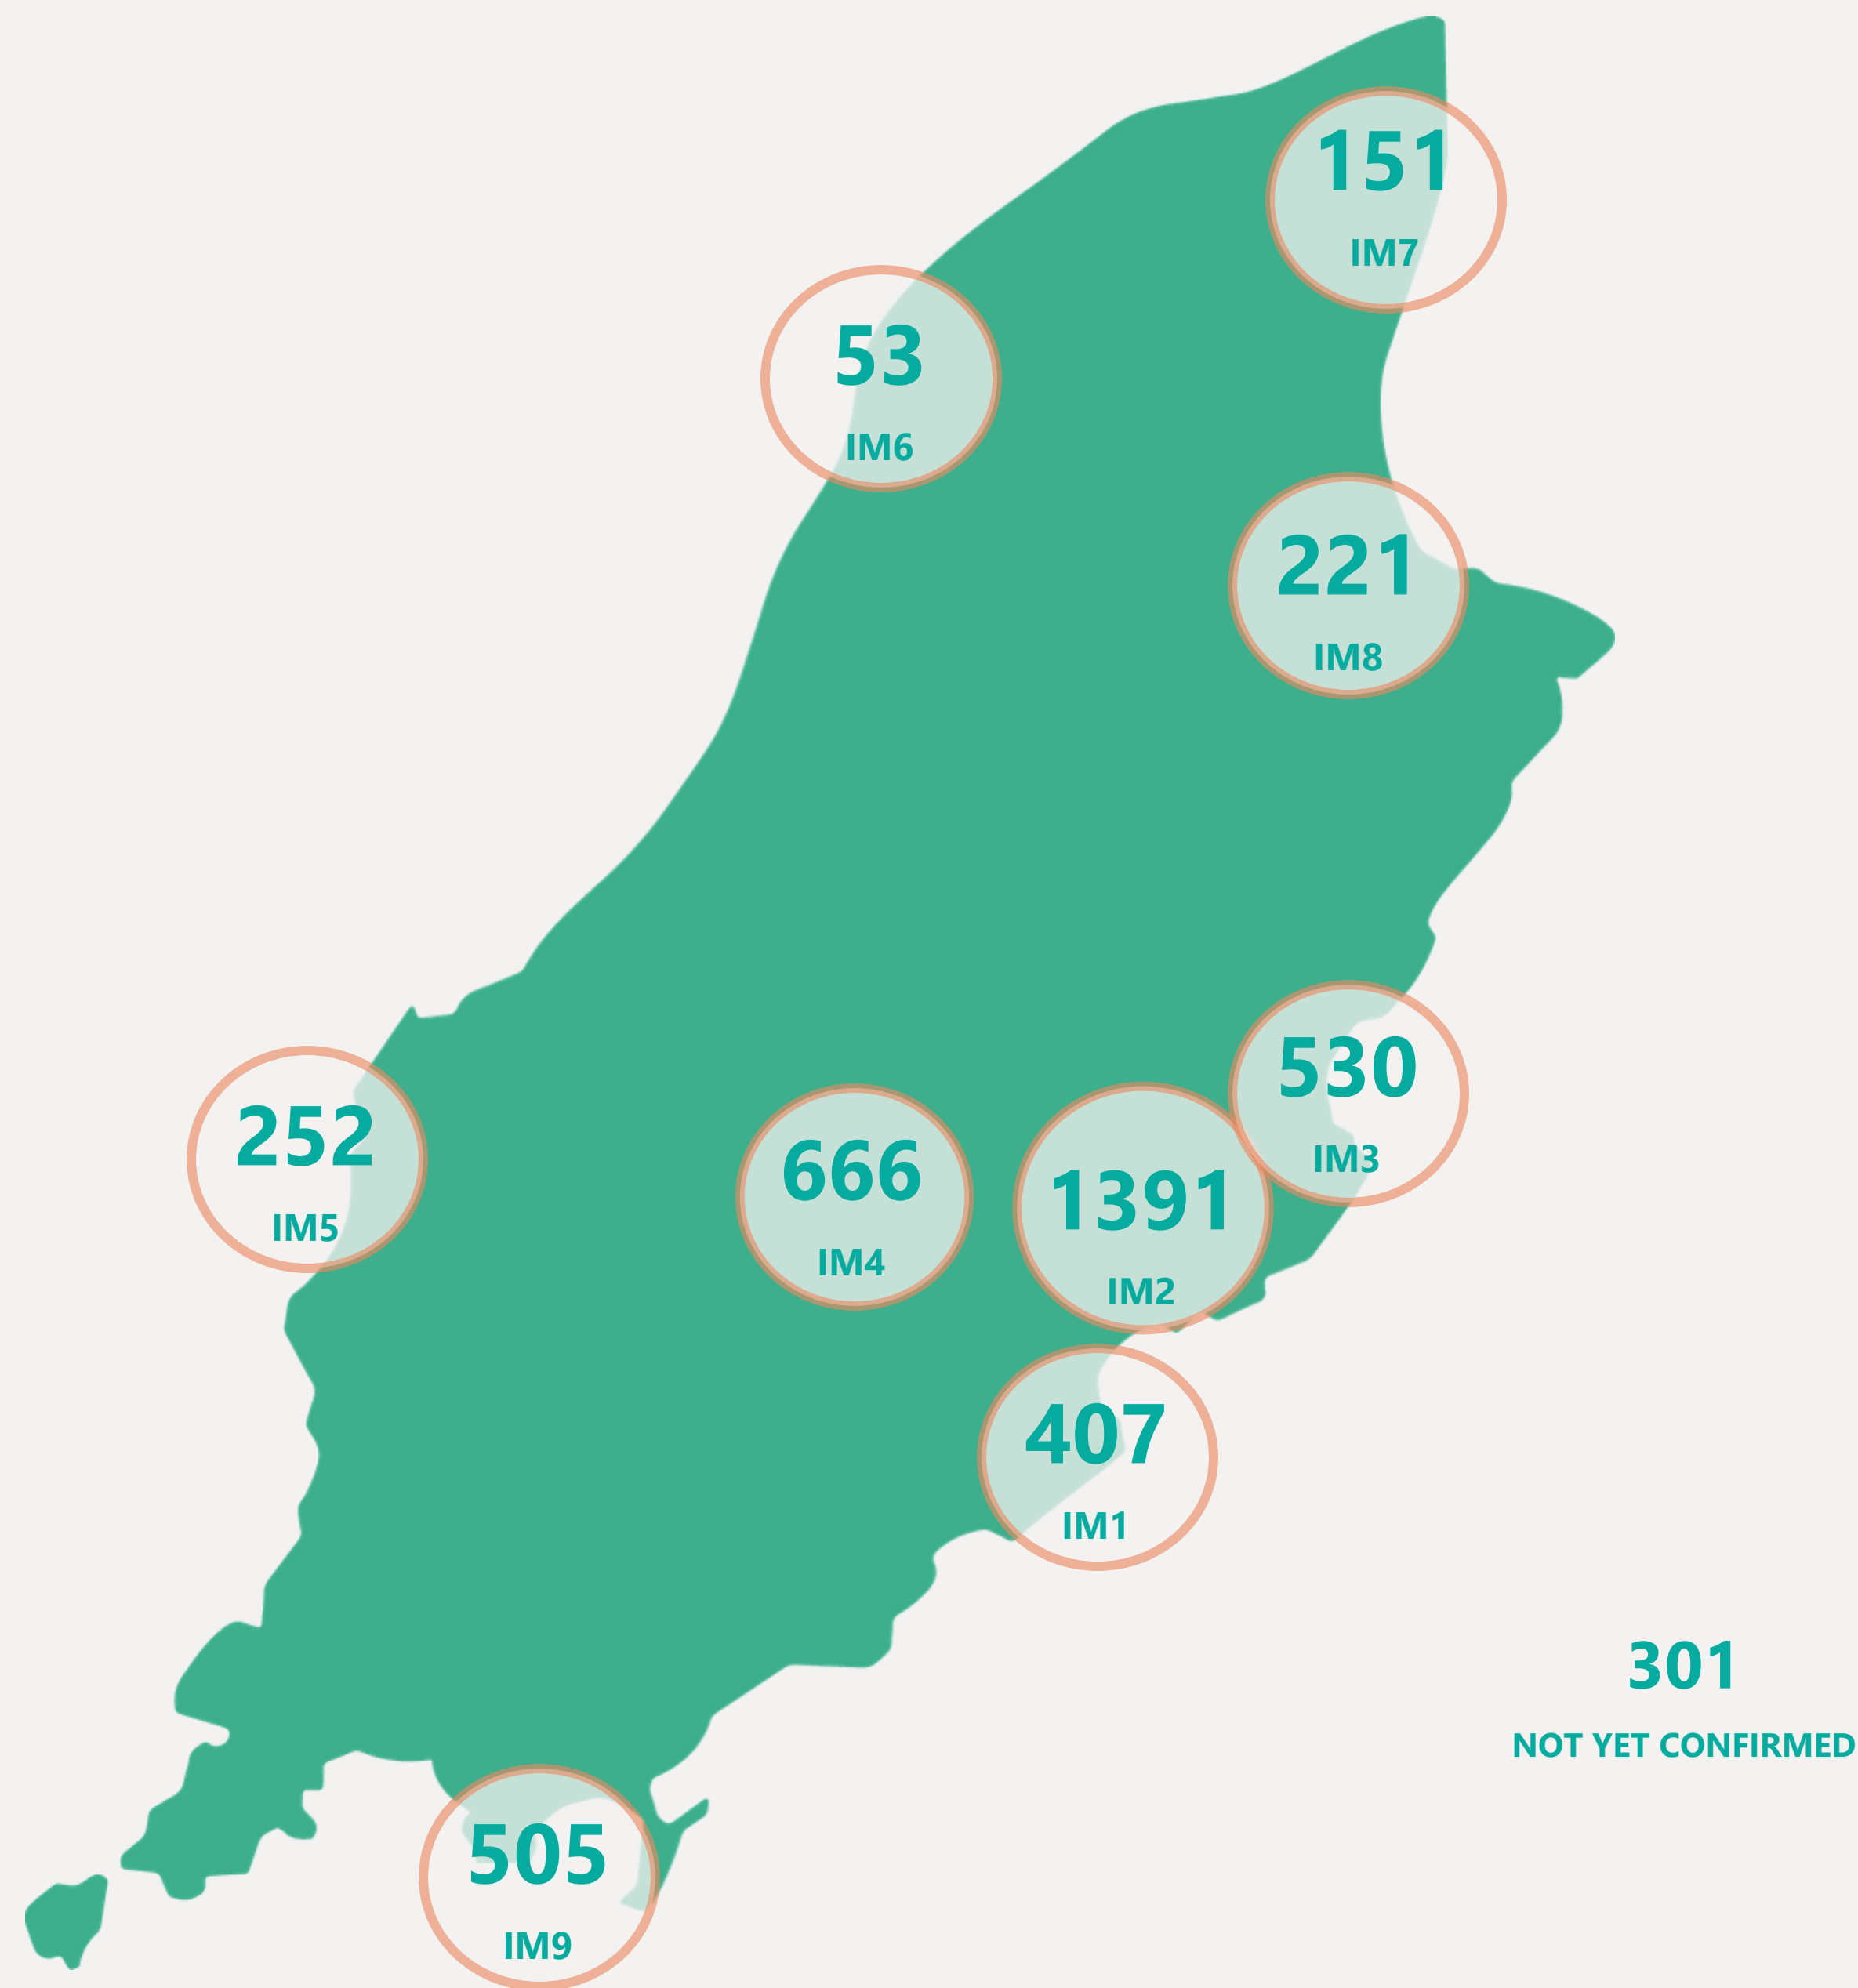 151
IM7
53
IM6
221
IM8
530
IM3
252
IM5
666
IM4
1391
IM2
407
IM1
301
NOT YET CONFIRMED
505
IM9